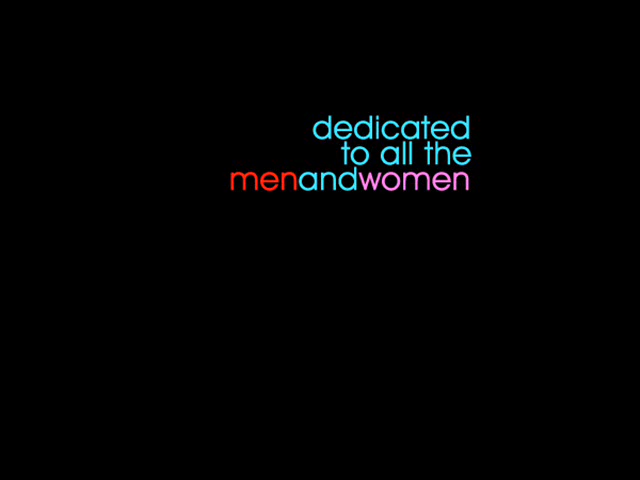 dedicated
to all the
menandwomen